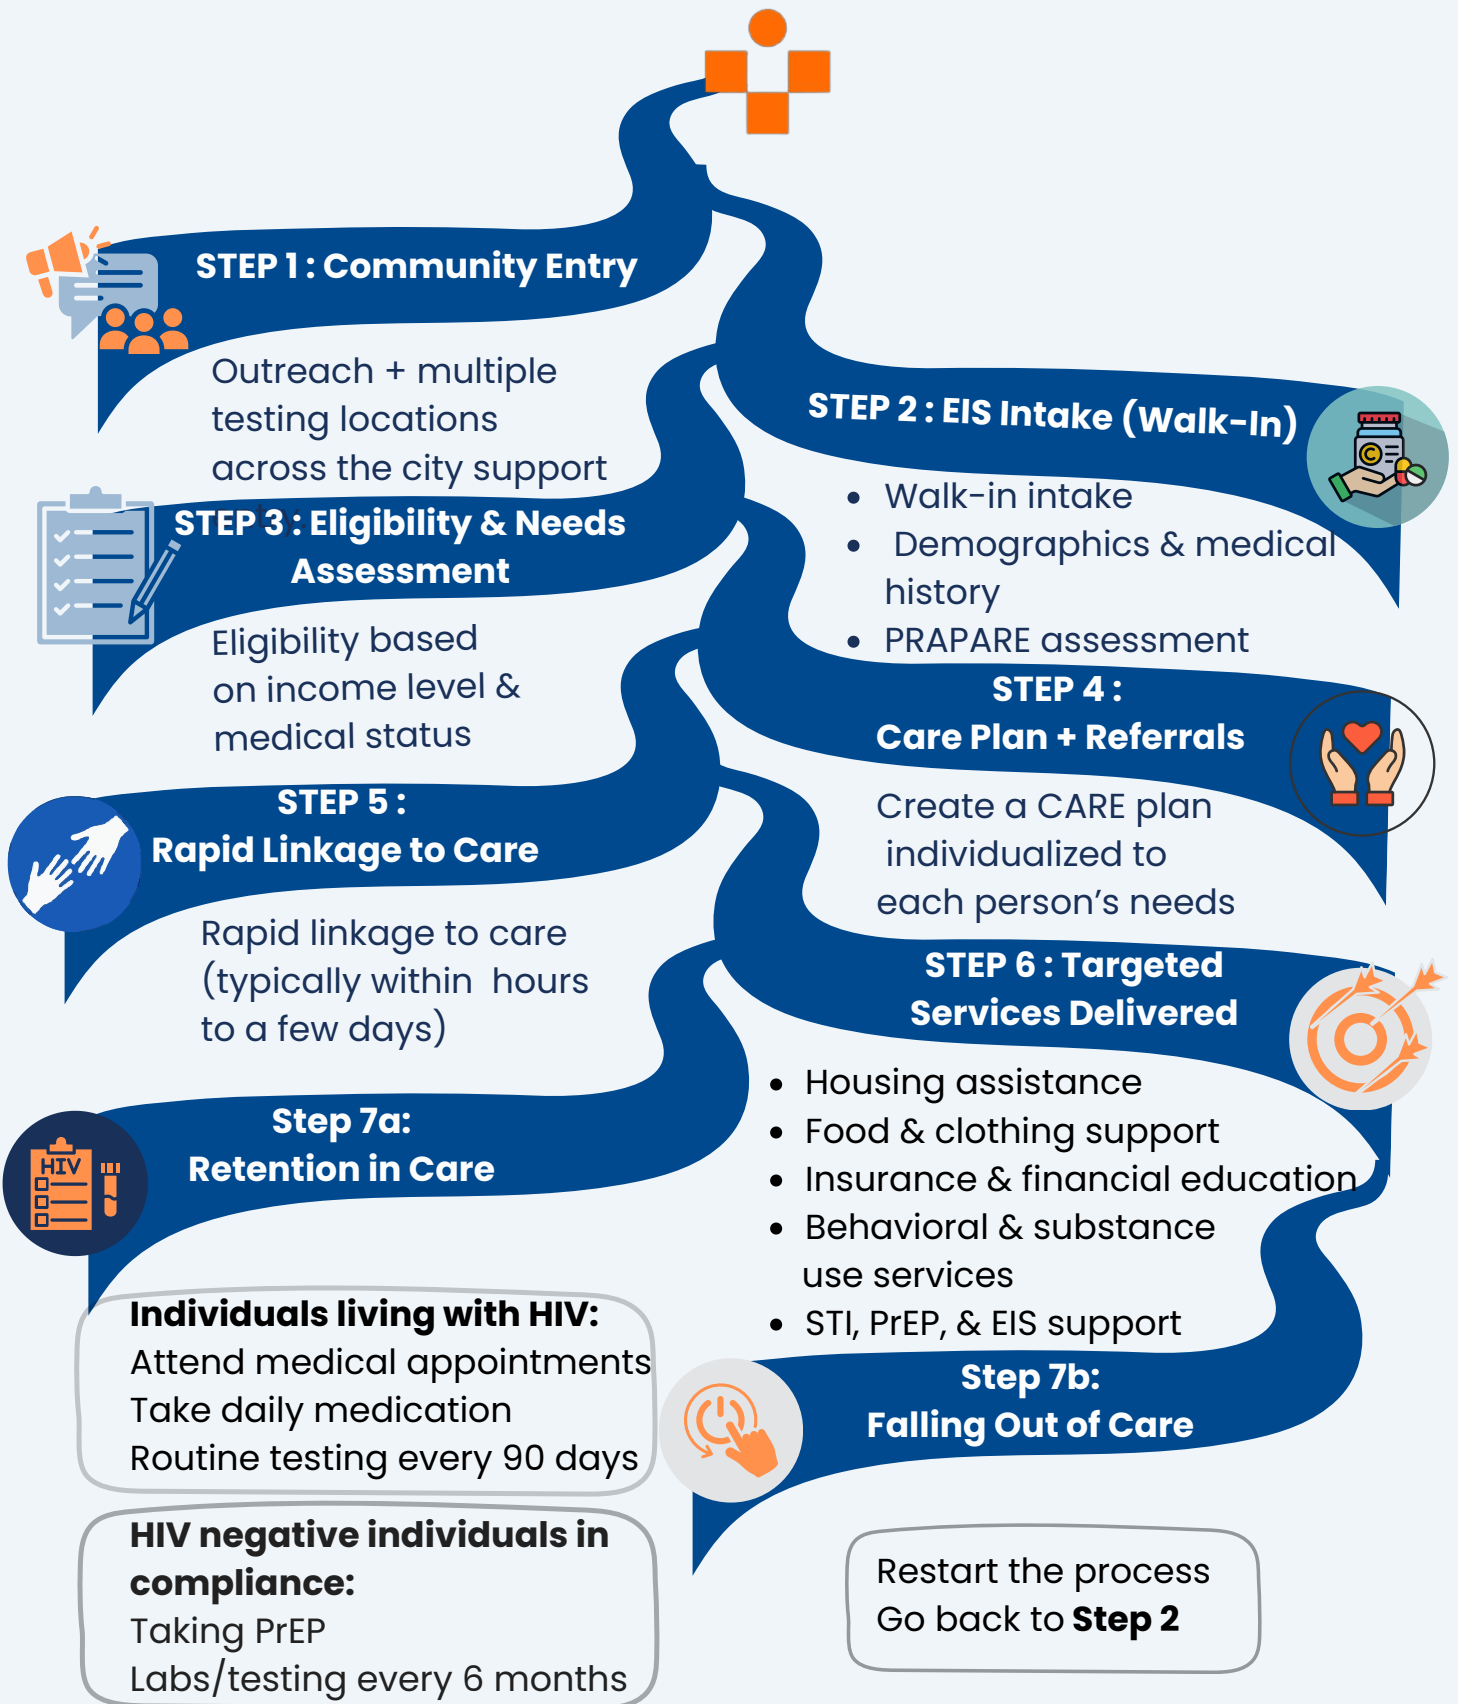 STEP 1 : Community Entry
Outreach + multiple
testing locations
across the city support
STEP 2 : EIS Intake (Walk-In)
• Walk-in intake
• Demographics & medical
history
• PRAPARE assessment
STEP 3 : Eligibility & Needs
Assessment
Eligibility based
on income level &
medical status
STEP 4 :
Care Plan + Referrals
Create a CARE plan
individualized to
each person's needs
STEP 5 :
Rapid Linkage to Care
Rapid linkage to care
(typically within hours
to a few days)
STEP 6 : Targeted
Services Delivered
• Housing assistance
• Food & clothing support
• Insurance & financial education
• Behavioral & substance
use services
• STI, PrEP, & EIS support
Step 7a:
Retention in Care
HIV
Individuals living with HIV:
Attend medical appointments
Take daily medication
Routine testing every 90 days
HIV negative individuals in
compliance:
Taking PrEP
Labs/testing every 6 months
Step 7b:
Falling Out of Care
Restart the process
Go back to Step 2